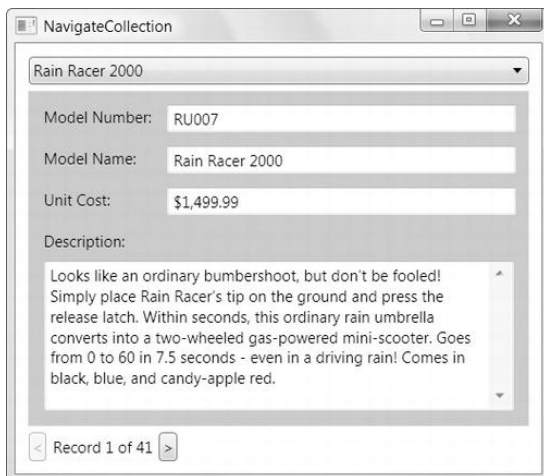 NavigateCollection
Rain Racer 2000
Model Number: RU007
Model Name: Rain Racer 2000
Unit Cost: $1,499.99
Description:
Looks like an ordinary bumbershoot, but don't be fooled!
Simply place Rain Racer's tip on the ground and press the
release latch. Within seconds, this ordinary rain umbrella
converts into a two-wheeled gas-powered mini-scooter. Goes
from 0 to 60 in 7.5 seconds - even in a driving rain! Comes in
black, blue, and candy-apple red.
< Record 1 of 41 >